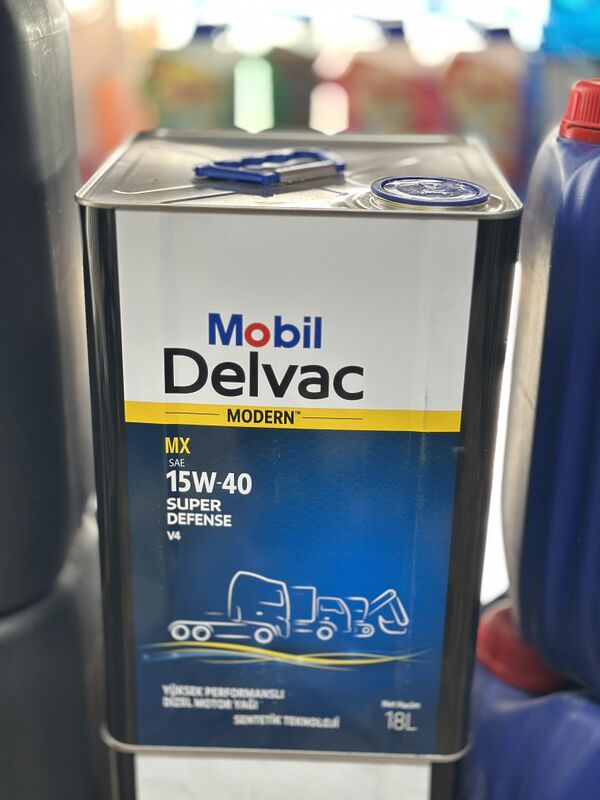 Mobil
Delvac
MODERN™
MX
SAE
15W-40
SUPER
DEFENSE
V4
YÜKSEK PERFORMANSLI
DİZEL MOTOR YAĞI
SENTETİK TEKNOLOJİ
Net Hacim
18L